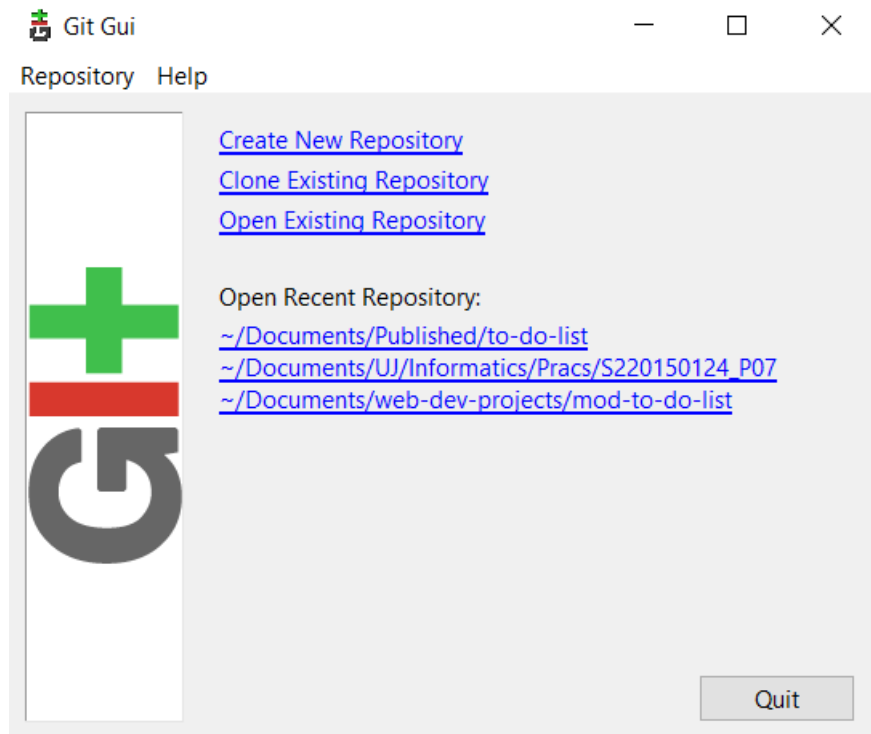 Git Gui
Repository Help
Create New Repository
Clone Existing Repository
Open Existing Repository
Open Recent Repository:
~/Documents/Published/to-do-list
~/Documents/UJ/Informatics/Pracs/S220150124_P07
~/Documents/web-dev-projects/mod-to-do-list
Git
Quit